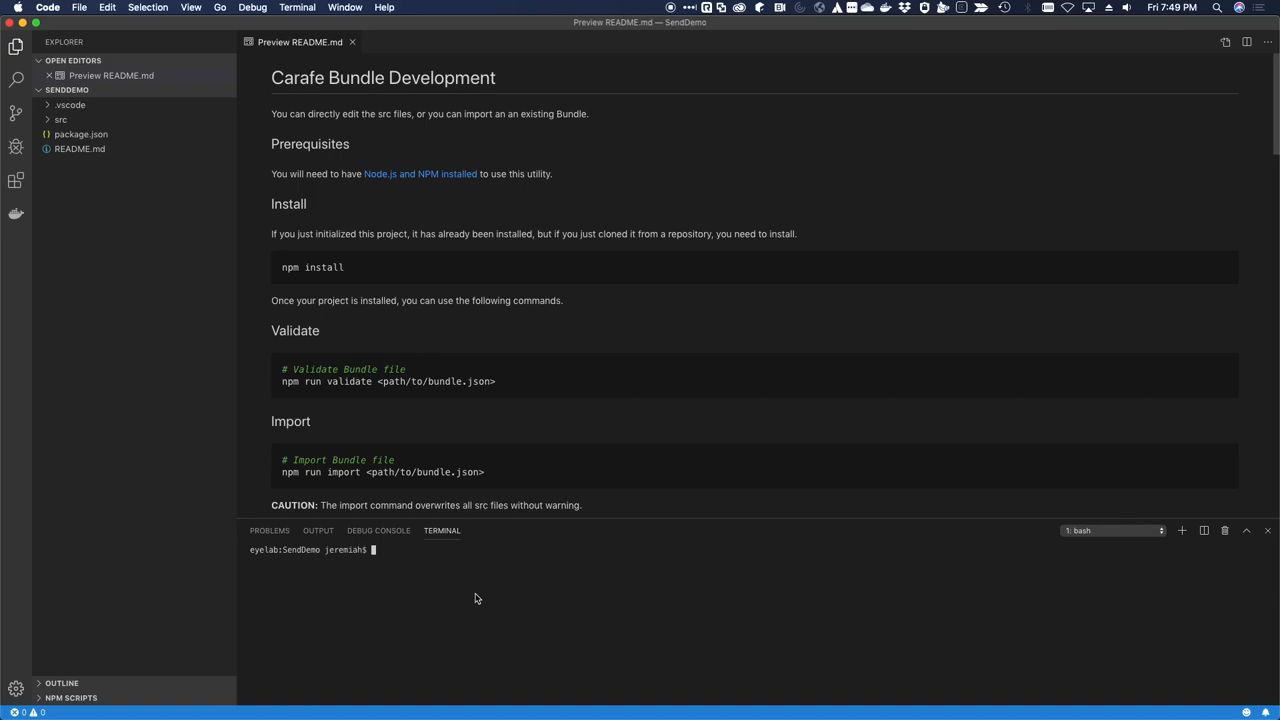 Code File Edit Selection View Go Debug Terminal Window Help Fri 7:49 PM
Preview README.md — SendDemo
EXPLORER
OPEN EDITORS
Preview README.md
SENDDEMO
.vscode
src
package.json
README.md
OUTLINE
NPM SCRIPTS
Preview README.md
Carafe Bundle Development
You can directly edit the src files, or you can import an an existing Bundle.
Prerequisites
You will need to have Node.js and NPM installed to use this utility.
Install
If you just initialized this project, it has already been installed, but if you just cloned it from a repository, you need to install.
npm install
Once your project is installed, you can use the following commands.
Validate
# Validate Bundle file
npm run validate <path/to/bundle.json>
Import
# Import Bundle file
npm run import <path/to/bundle.json>
CAUTION: The import command overwrites all src files without warning.
PROBLEMS OUTPUT DEBUG CONSOLE TERMINAL 1: bash
eyelab:SendDemo jeremiah$
0 0